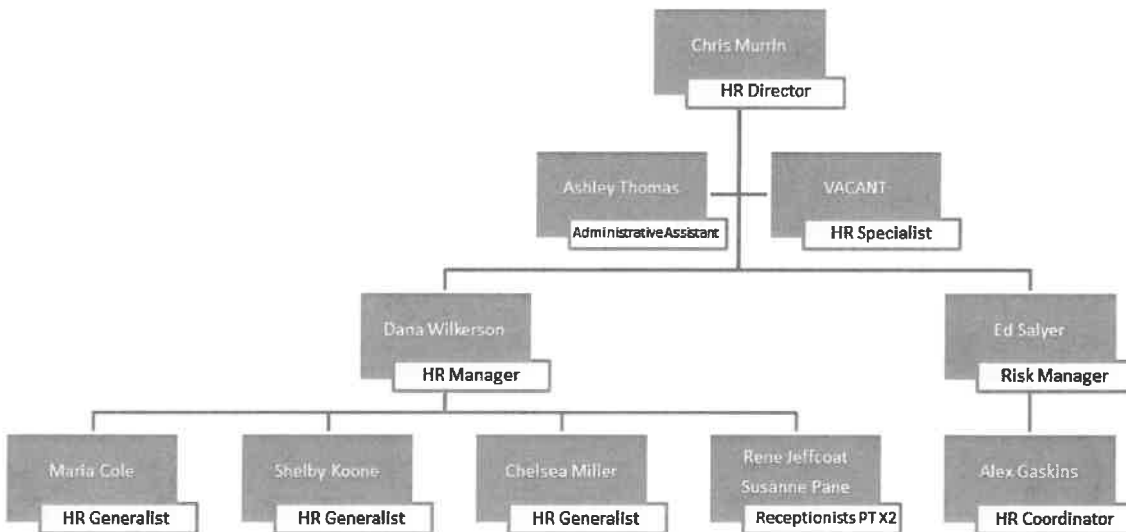 Chris Murrin
HR Director
Ashley Thomas
Administrative Assistant
VACANT
HR Specialist
Dana Wilkerson
HR Manager
Ed Salyer
Risk Manager
Maria Cole
HR Generalist
Shelby Koone
HR Generalist
Chelsea Miller
HR Generalist
Rene Jeffcoat
Susanne Pane
Receptionists PT X2
Alex Gaskins
HR Coordinator